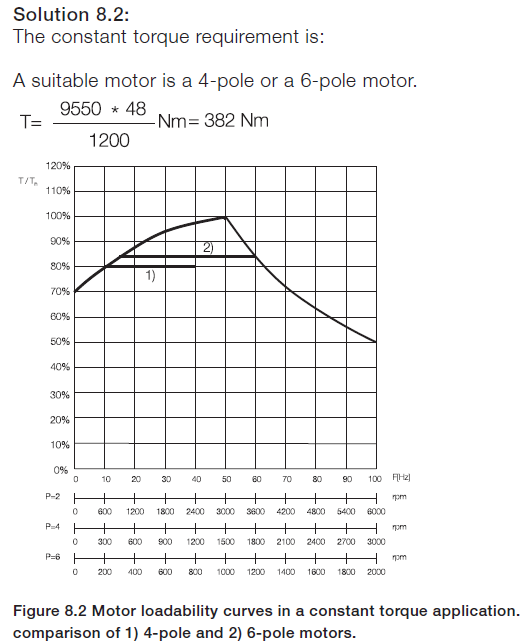 Solution 8.2:
The constant torque requirement is:
A suitable motor is a 4-pole or a 6-pole motor.
T= 9550 * 48 / 1200 Nm= 382 Nm
T/Tn
120%
110%
100%
90%
80%
70%
60%
50%
40%
30%
20%
10%
0%
2)
1)
0 10 20 30 40 50 60 70 80 90 100 F[Hz]
P=2 rpm
0 600 1200 1800 2400 3000 3600 4200 4800 5400 6000
P=4 rpm
0 300 600 900 1200 1500 1800 2100 2400 2700 3000
P=6 rpm
0 200 400 600 800 1000 1200 1400 1600 1800 2000
Figure 8.2 Motor loadability curves in a constant torque application.
comparison of 1) 4-pole and 2) 6-pole motors.